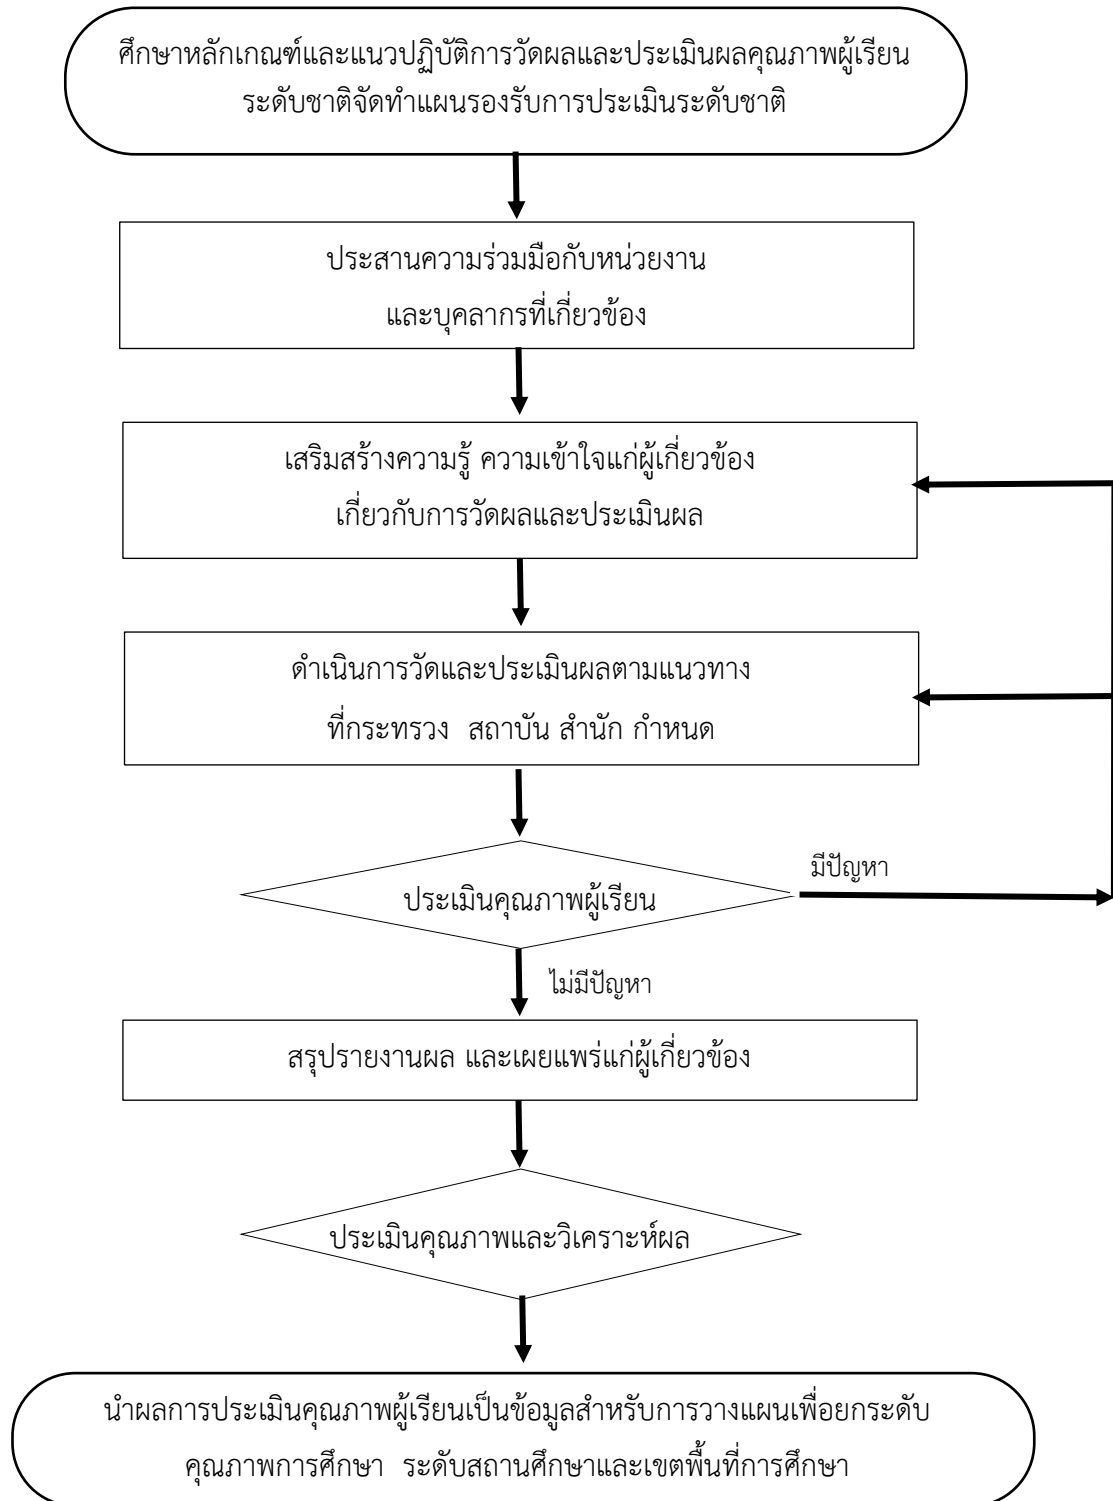 ศึกษาหลักเกณฑ์และแนวปฏิบัติการวัดผลและประเมินผลคุณภาพผู้เรียน
ระดับชาติจัดทำแผนรองรับการประเมินระดับชาติ
ประสานความร่วมมือกับหน่วยงาน
และบุคลากรที่เกี่ยวข้อง
เสริมสร้างความรู้ ความเข้าใจแก่ผู้เกี่ยวข้อง
เกี่ยวกับการวัดผลและประเมินผล
ดำเนินการวัดและประเมินผลตามแนวทาง
ที่กระทรวง สถาบัน สำนัก กำหนด
มีปัญหา
ประเมินคุณภาพผู้เรียน
ไม่มีปัญหา
สรุปรายงานผล และเผยแพร่แก่ผู้เกี่ยวข้อง
ประเมินคุณภาพและวิเคราะห์ผล
นำผลการประเมินคุณภาพผู้เรียนเป็นข้อมูลสำหรับการวางแผนเพื่อยกระดับ
คุณภาพการศึกษา ระดับสถานศึกษาและเขตพื้นที่การศึกษา